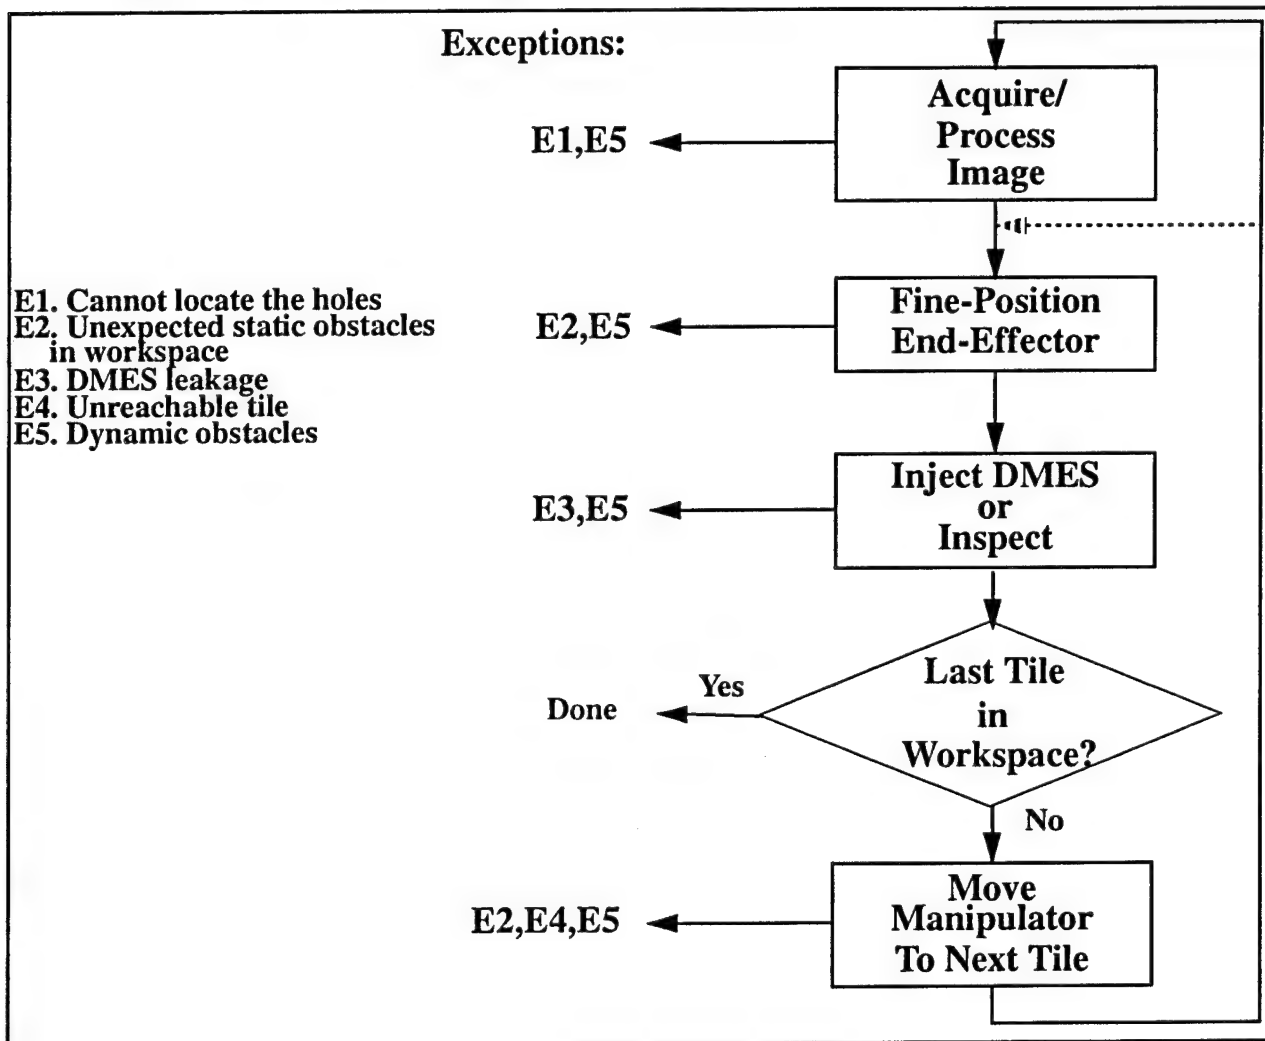 Exceptions:
Acquire/
Process
Image
E1,E5
E1. Cannot locate the holes
E2. Unexpected static obstacles
in workspace
E3. DMES leakage
E4. Unreachable tile
E5. Dynamic obstacles
Fine-Position
End-Effector
E2,E5
Inject DMES
or
Inspect
E3,E5
Last Tile
in
Workspace?
Yes
Done
No
Move
Manipulator
To Next Tile
E2,E4,E5